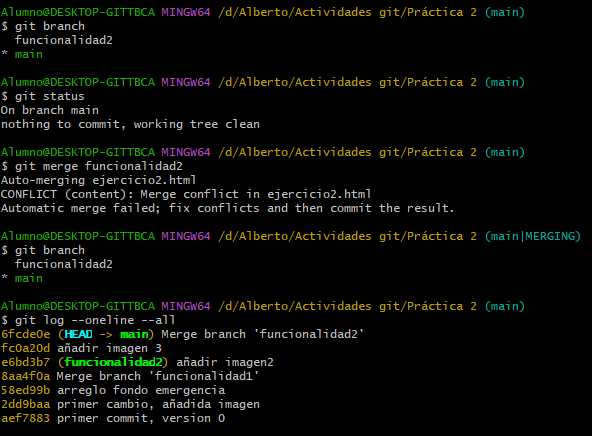 Alumno@DESKTOP-GITTBCA MINGW64 /d/Alberto/Actividades git/Práctica 2 (main)
$ git branch
  funcionalidad2
* main
Alumno@DESKTOP-GITTBCA MINGW64 /d/Alberto/Actividades git/Práctica 2 (main)
$ git status
On branch main
nothing to commit, working tree clean
Alumno@DESKTOP-GITTBCA MINGW64 /d/Alberto/Actividades git/Práctica 2 (main)
$ git merge funcionalidad2
Auto-merging ejercicio2.html
CONFLICT (content): Merge conflict in ejercicio2.html
Automatic merge failed; fix conflicts and then commit the result.
Alumno@DESKTOP-GITTBCA MINGW64 /d/Alberto/Actividades git/Práctica 2 (main|MERGING)
$ git branch
  funcionalidad2
* main
Alumno@DESKTOP-GITTBCA MINGW64 /d/Alberto/Actividades git/Práctica 2 (main)
$ git log --oneline --all
6fcde0e (HEAD -> main) Merge branch 'funcionalidad2'
fc0a20d añadir imagen 3
e6bd3b7 (funcionalidad2) añadir imagen2
8aa4f0a Merge branch 'funcionalidad1'
58ed99b arreglo fondo emergencia
2dd9baa primer cambio, añadida imagen
aef7883 primer commit, version 0